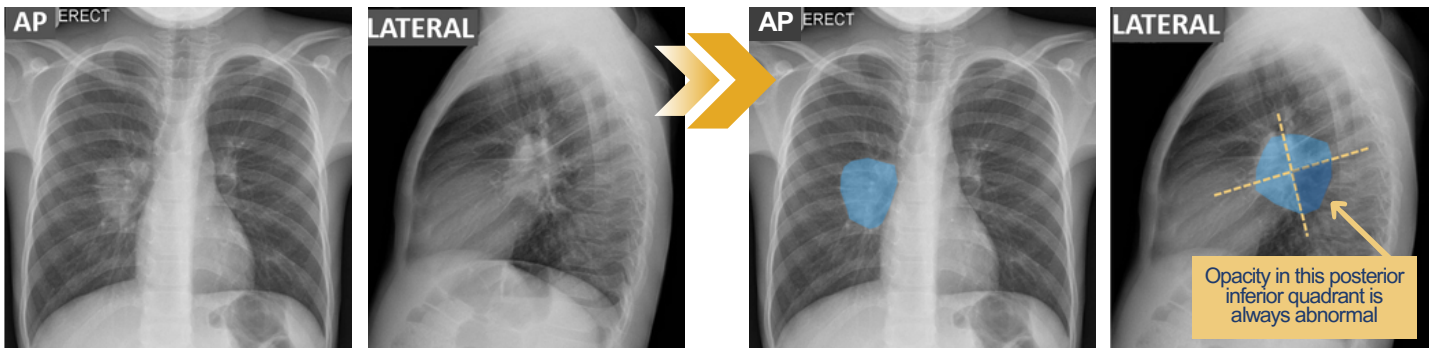 AP ERECT
LATERAL
AP ERECT
LATERAL
Opacity in this posterior
inferior quadrant is
always abnormal